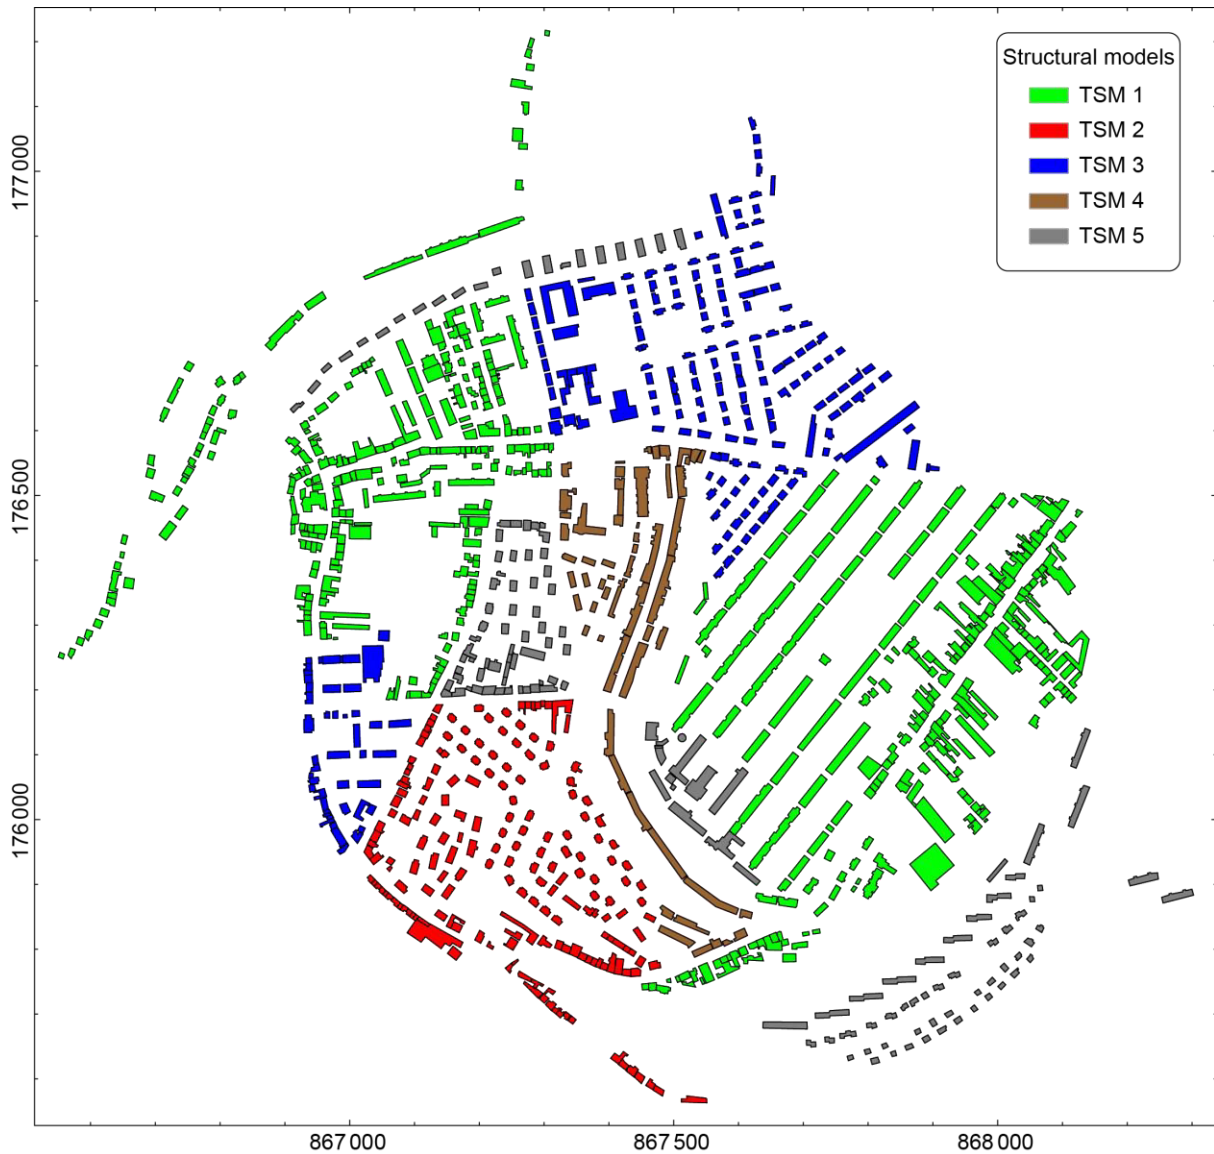 Structural models
TSM 1
TSM 2
TSM 3
TSM 4
TSM 5
177 000
176 500
176 000
867 000
867 500
868 000